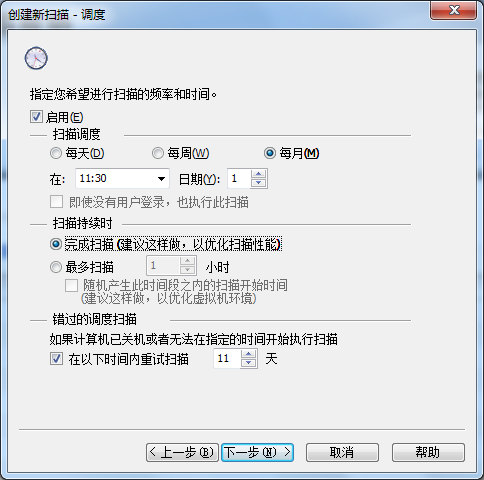 创建新扫描 - 调度
指定您希望进行扫描的频率和时间。
启用(E)
扫描调度
每天(D) 每周(W) 每月(M)
在: 11:30 日期(Y): 1
即使没有用户登录，也执行此扫描
扫描持续时
完成扫描 (建议这样做，以优化扫描性能)
最多扫描 1 小时
随机产生此时间段之内的扫描开始时间
(建议这样做，以优化虚拟机环境)
错过的调度扫描
如果计算机已关机或者无法在指定的时间开始执行扫描
在以下时间内重试扫描 11 天
< 上一步(B) 下一步(N) > 取消 帮助